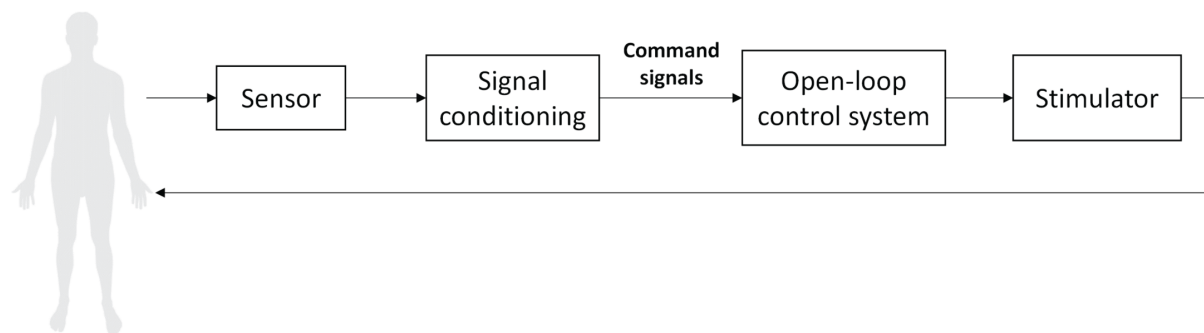 Command
signals
Sensor
Signal
conditioning
Open-loop
control system
Stimulator